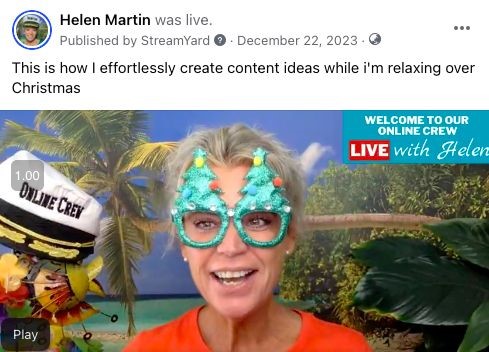 Helen Martin was live.
Published by StreamYard · December 22, 2023 ·
This is how I effortlessly create content ideas while i'm relaxing over
Christmas
WELCOME TO OUR
ONLINE CREW
LIVE with Helen
1.00
ONLINE CREW
Play